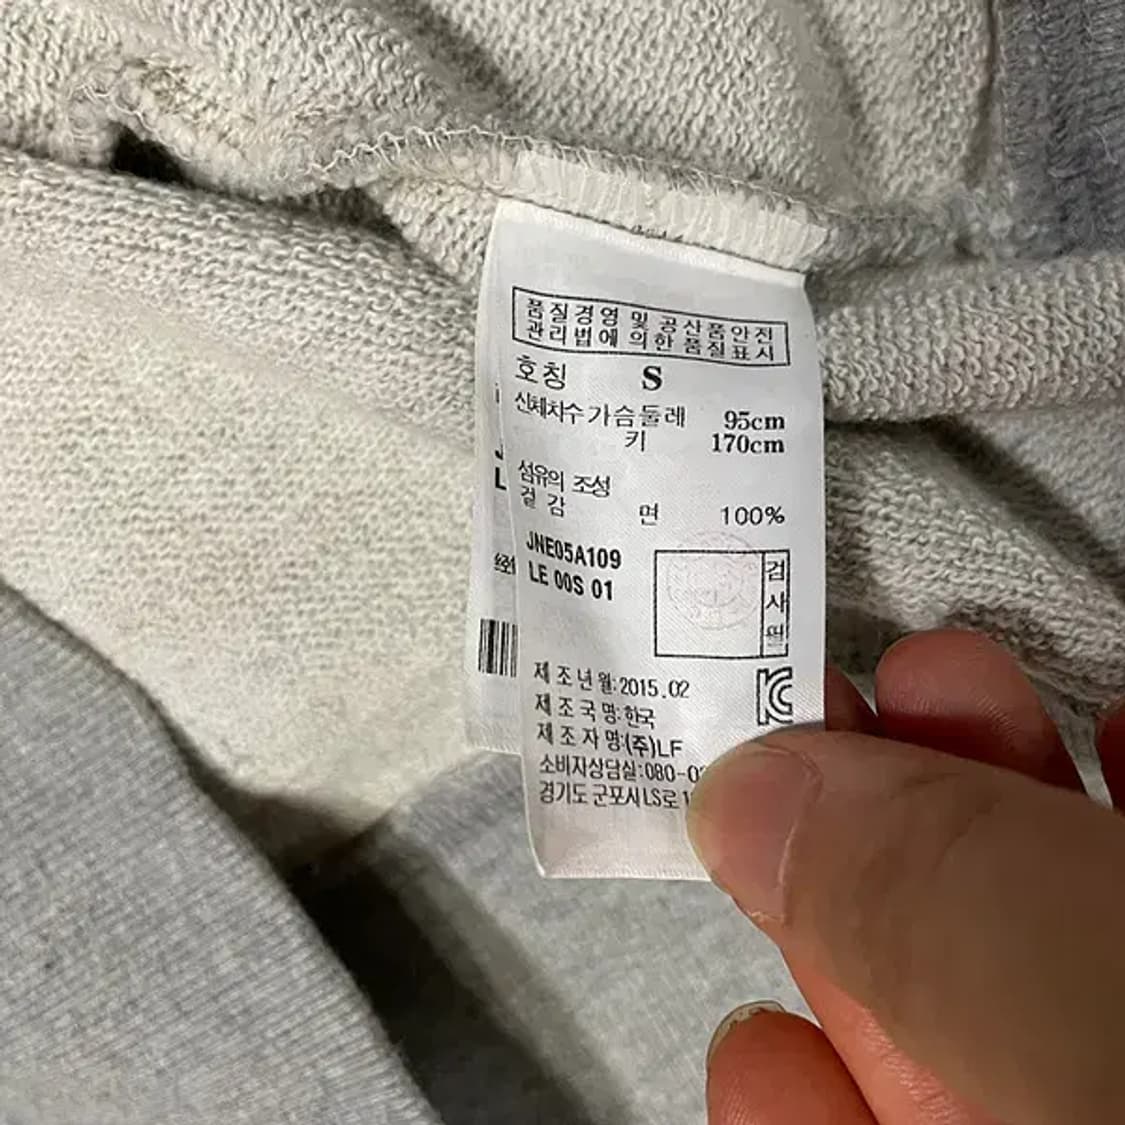 품질경영 및 공산품안전
관리법에 의한 품질표시
호칭 S
신체치수 가슴둘레 95cm
키 170cm
섬유의 조성
겉감 면 100%
JNE05A109
LE 00S 01
검
사
필
제조년월:2015.02
제조국명:한국
제조자명:(주)LF
소비자상담실:080-0
경기도 군포시 LS로 1